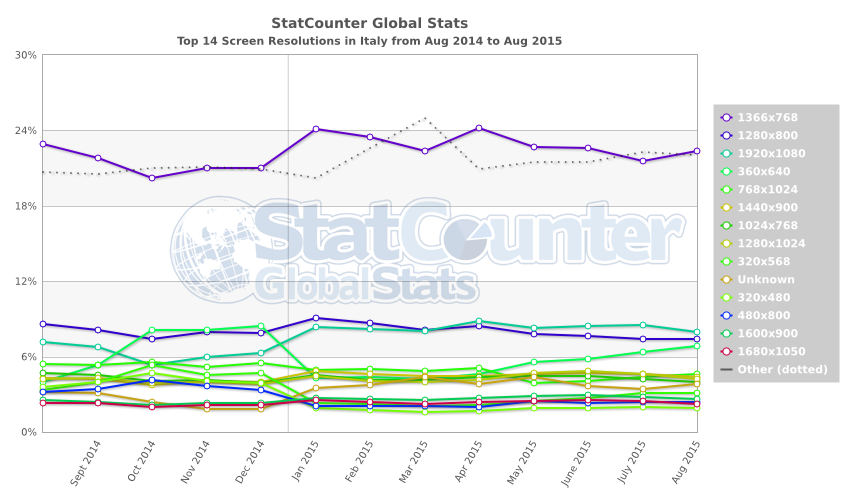 StatCounter Global Stats
Top 14 Screen Resolutions in Italy from Aug 2014 to Aug 2015
30%
24%
18%
12%
6%
0%
StatCounter
GlobalStats
1366x768
1280x800
1920x1080
360x640
768x1024
1440x900
1024x768
1280x1024
320x568
Unknown
320x480
480x800
1600x900
1680x1050
Other (dotted)
Sept 2014
Oct 2014
Nov 2014
Dec 2014
Jan 2015
Feb 2015
Mar 2015
Apr 2015
May 2015
June 2015
July 2015
Aug 2015